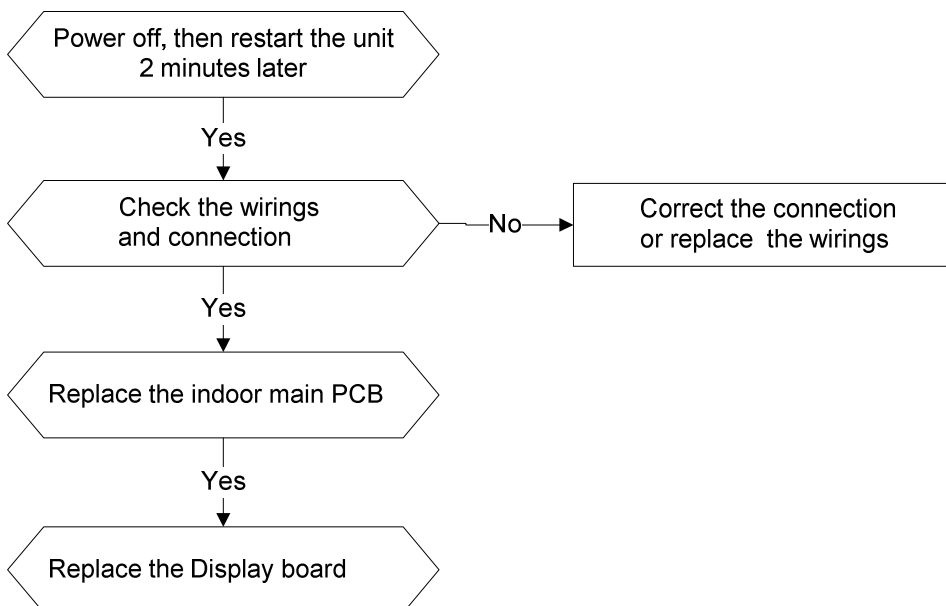 Power off, then restart the unit
2 minutes later
Yes
Check the wirings
and connection
No
Correct the connection
or replace the wirings
Yes
Replace the indoor main PCB
Yes
Replace the Display board